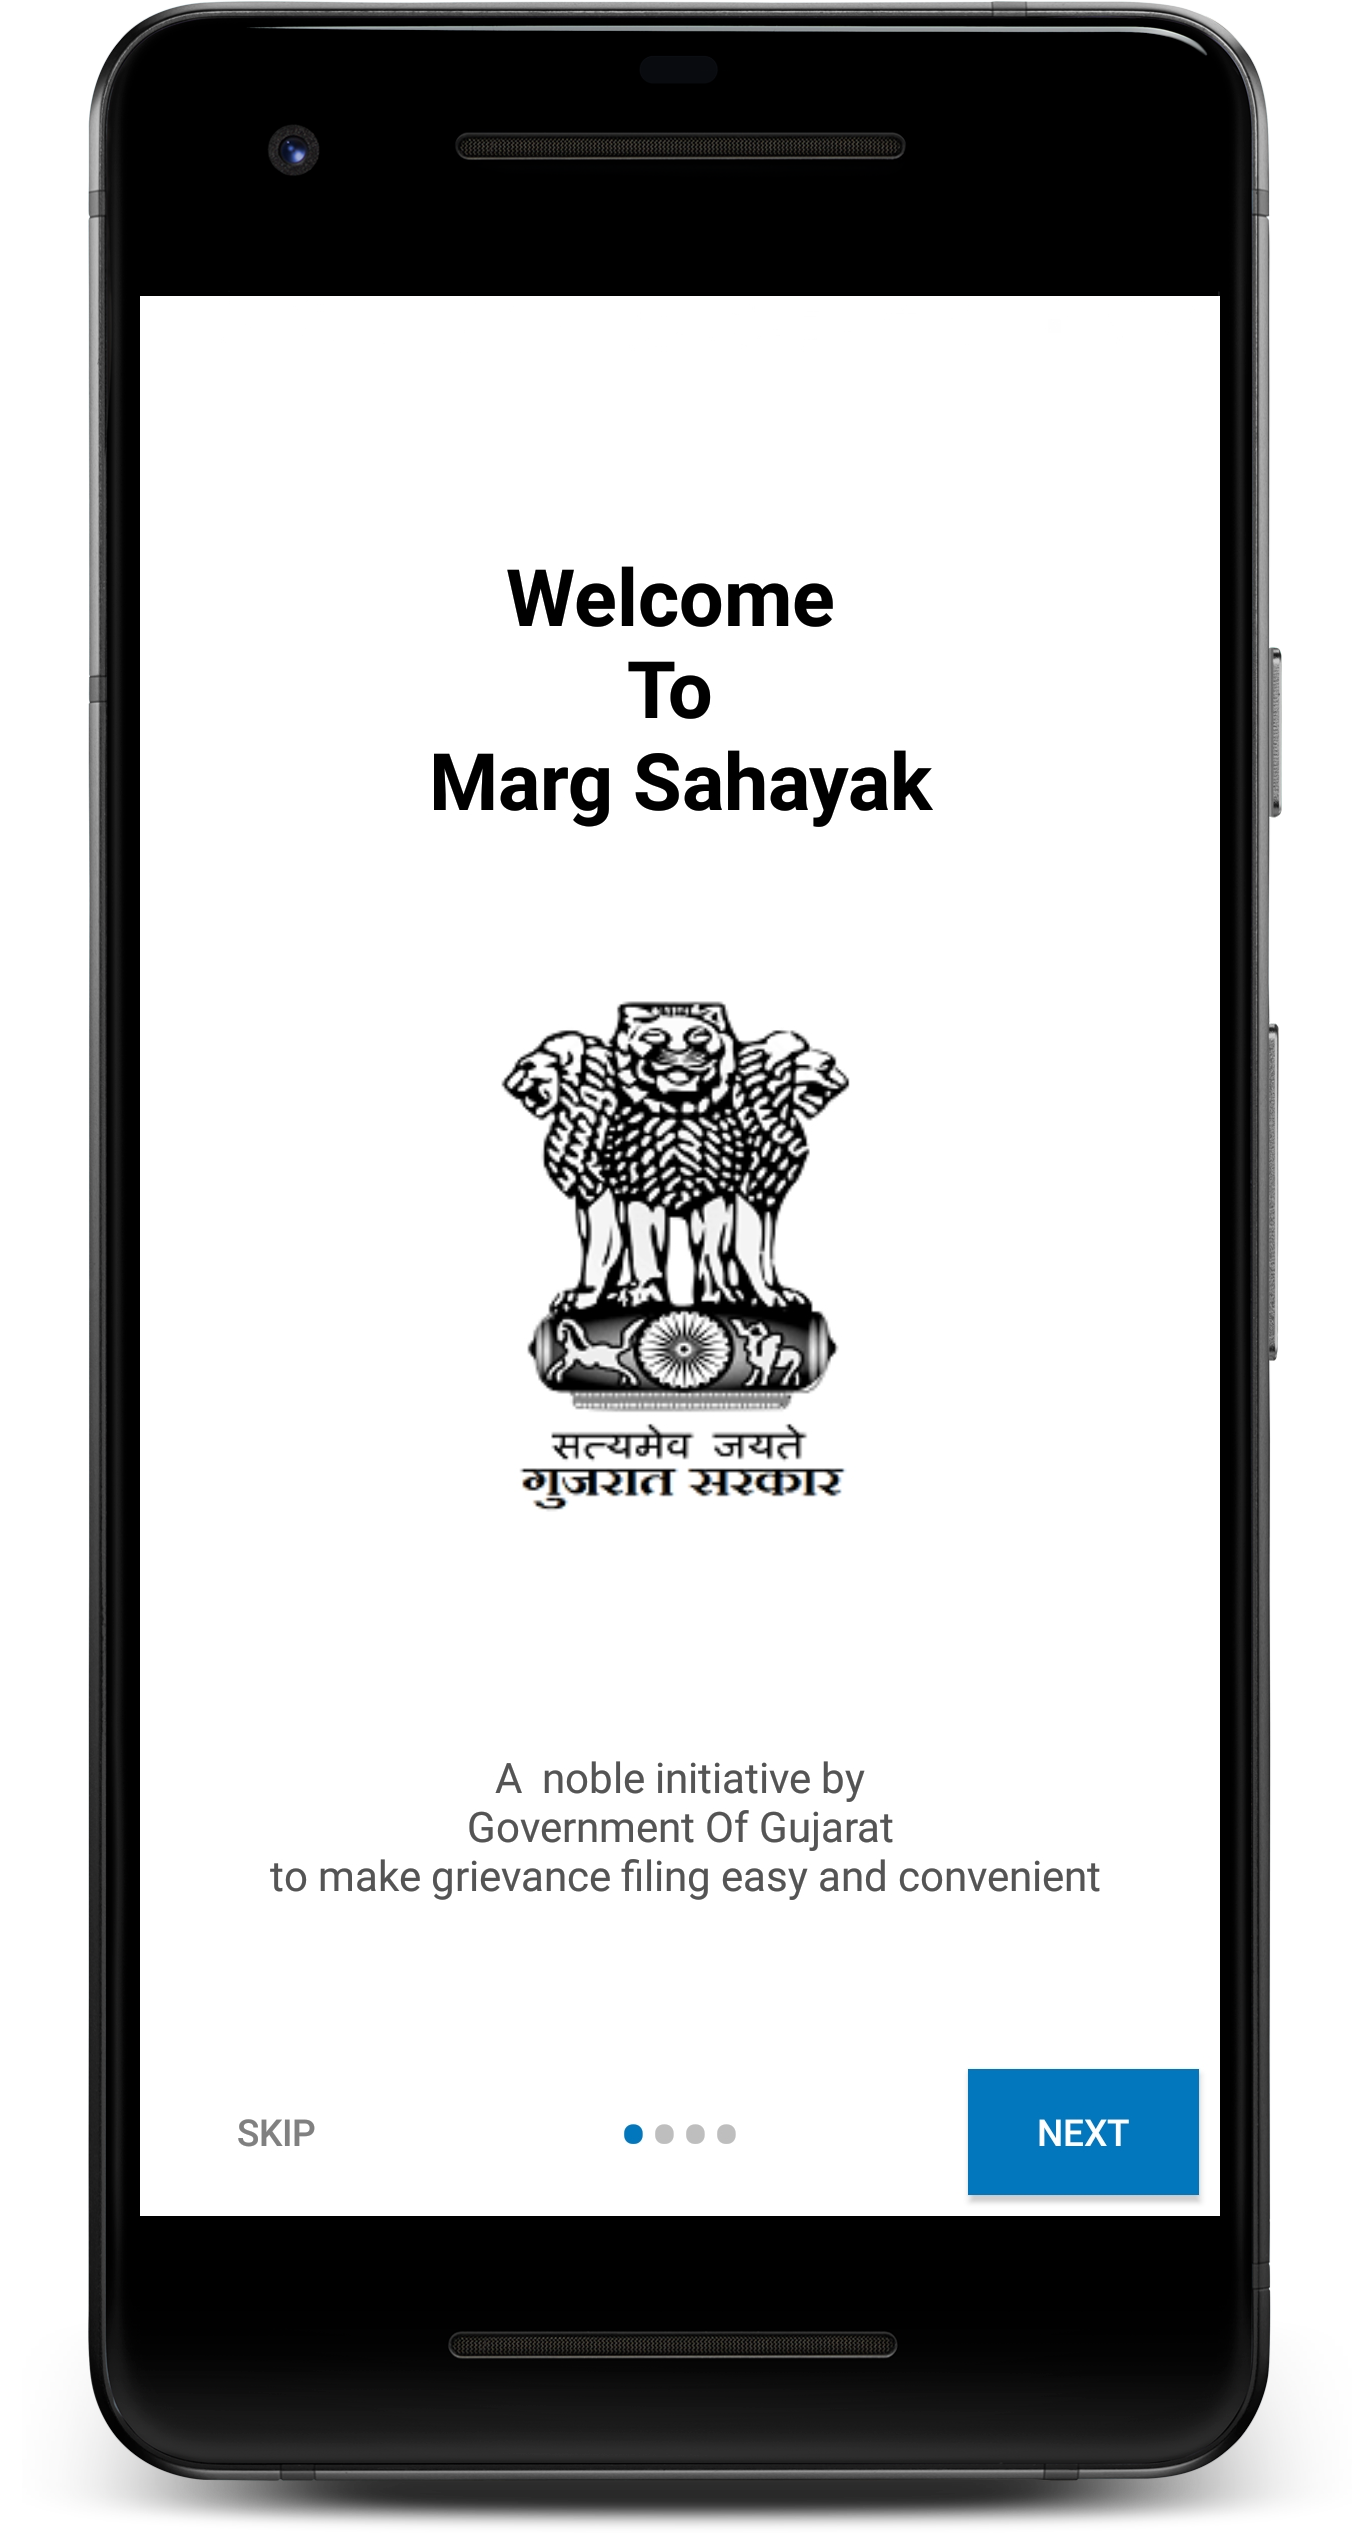 Welcome
To
Marg Sahayak
सत्यमेव जयते
गुजरात सरकार
A  noble initiative by
Government Of Gujarat
to make grievance filing easy and convenient
SKIP
NEXT